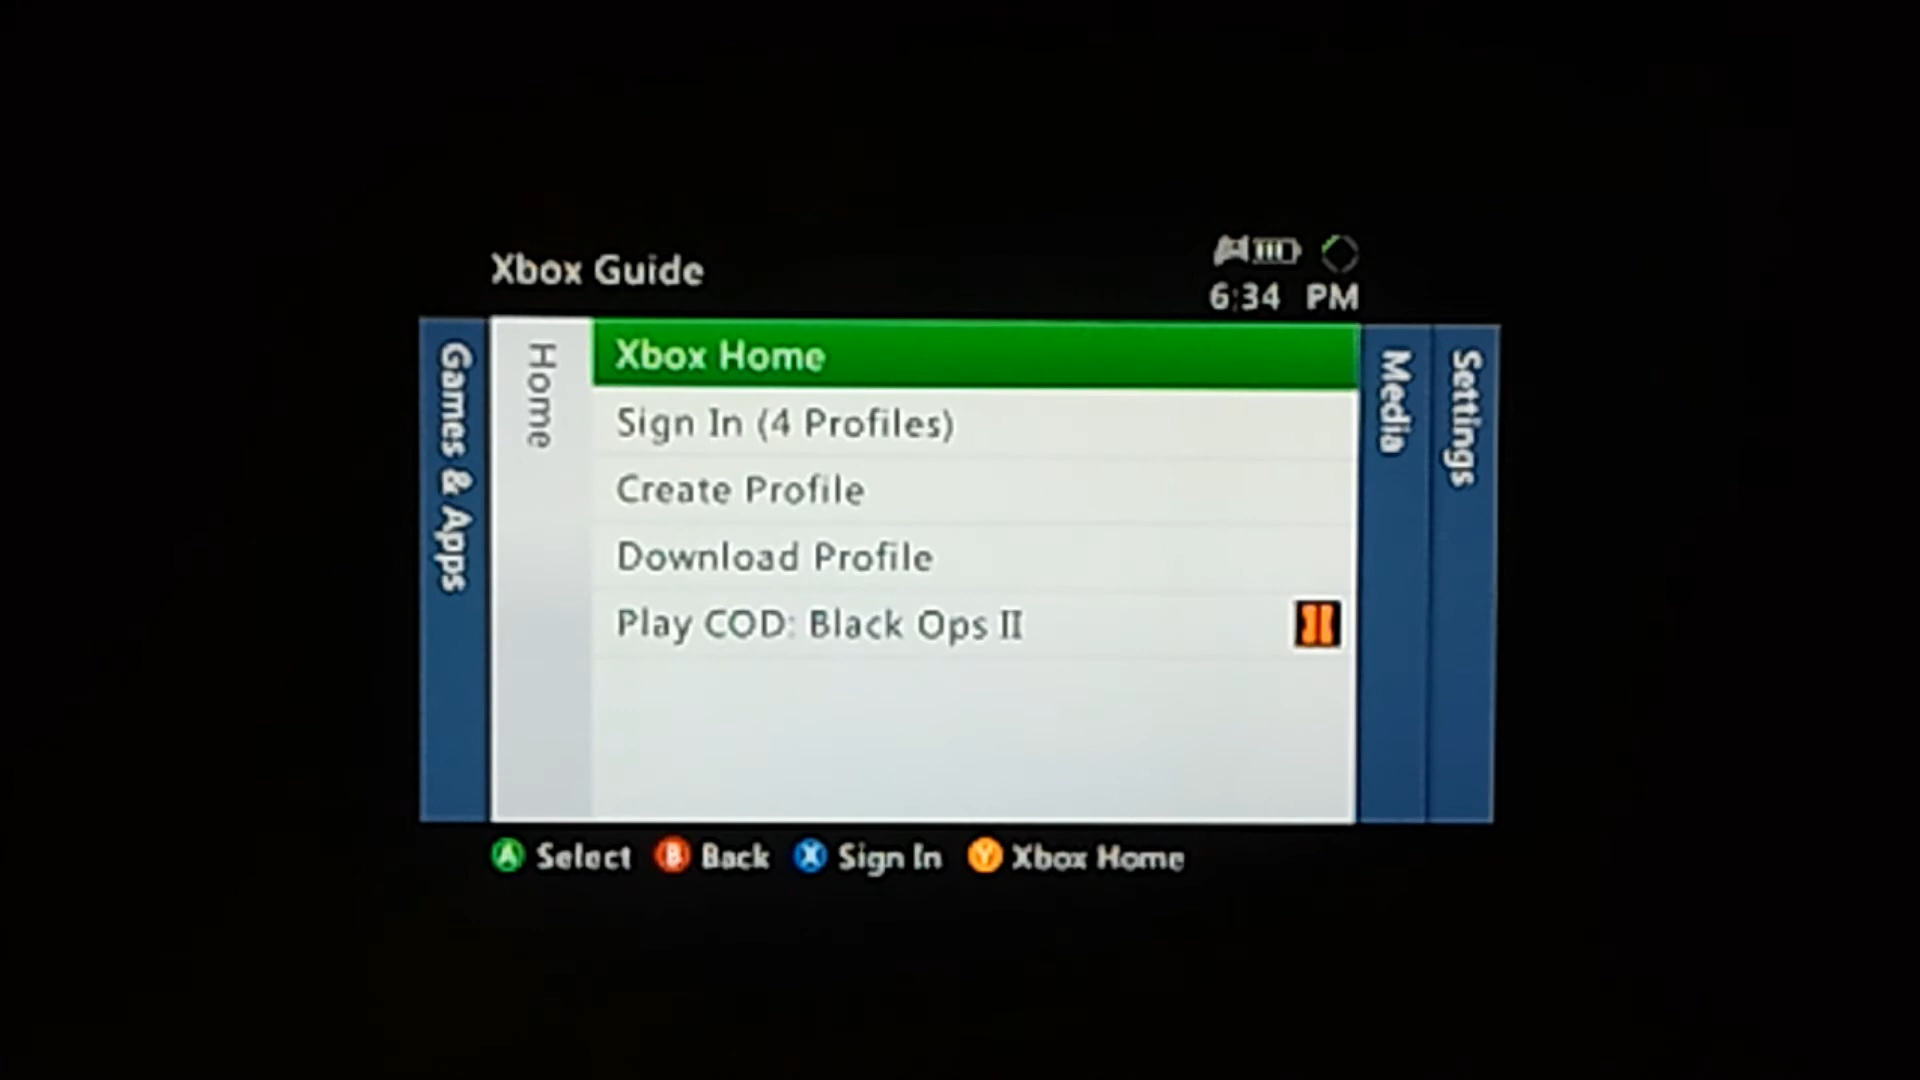 Xbox Guide
6:34 PM
Games & Apps
Home
Xbox Home
Sign In (4 Profiles)
Create Profile
Download Profile
Play COD: Black Ops II
Media
Settings
A Select B Back X Sign In Y Xbox Home